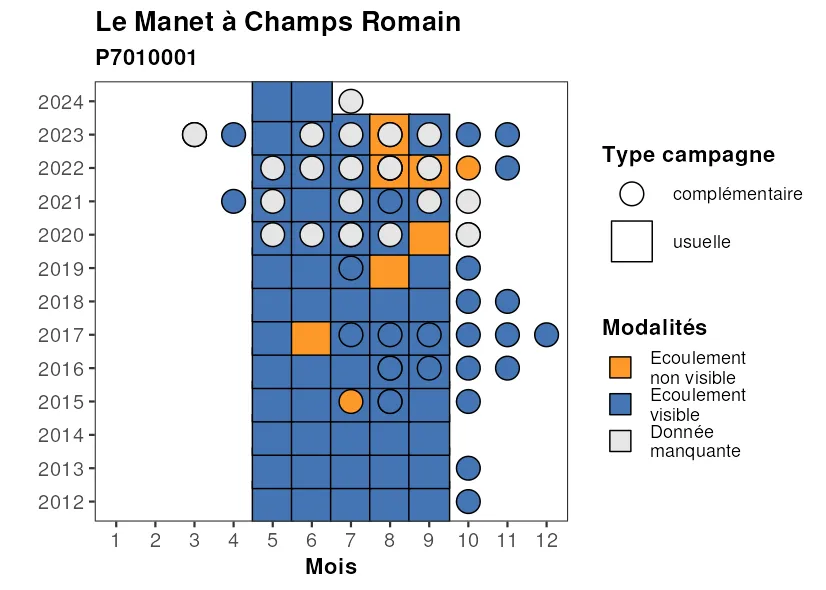 Le Manet à Champs Romain
P7010001
2024
2023
2022
2021
2020
2019
2018
2017
2016
2015
2014
2013
2012
1 2 3 4 5 6 7 8 9 10 11 12
Mois
Type campagne
complémentaire
usuelle
Modalités
Ecoulement
non visible
Ecoulement
visible
Donnée
manquante